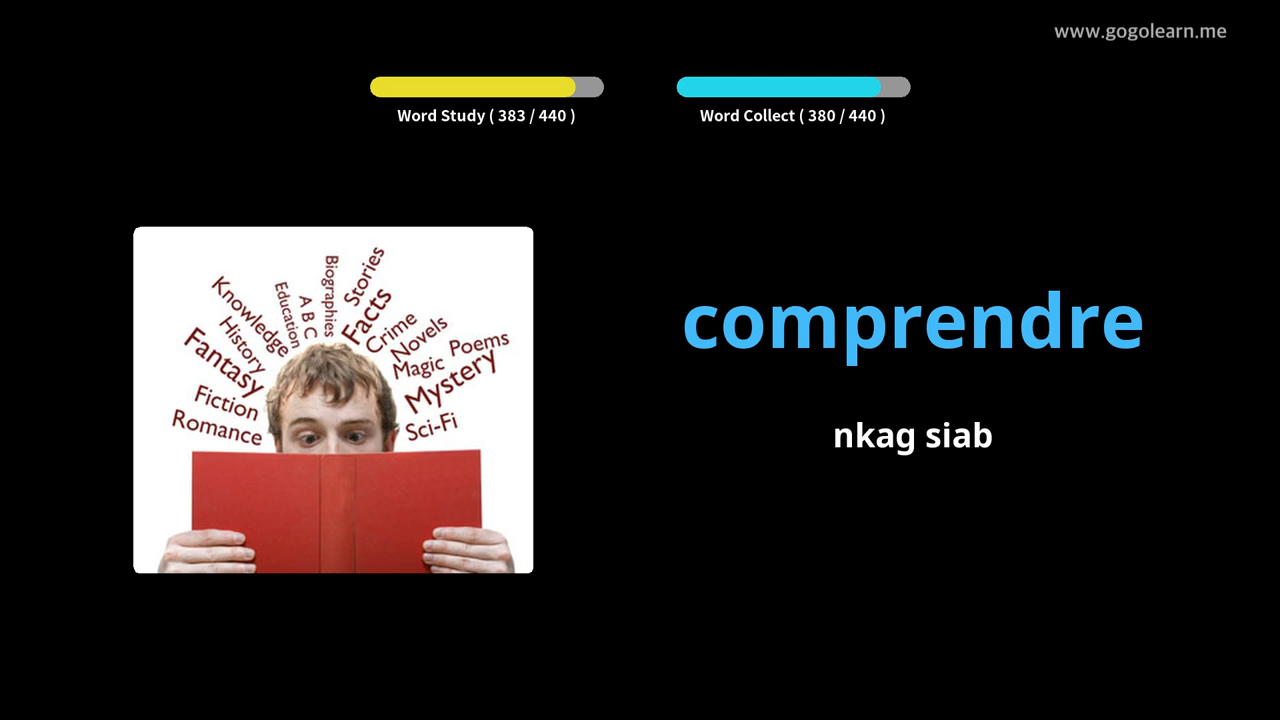 www.gogolearn.me
Word Study ( 383 / 440 )
Word Collect ( 380 / 440 )
Biographies
Stories
Education
A B C
Facts
Knowledge
Crime
History
Novels
Poems
Fantasy
Magic
Mystery
Fiction
Romance
Sci-Fi
comprendre
nkag siab